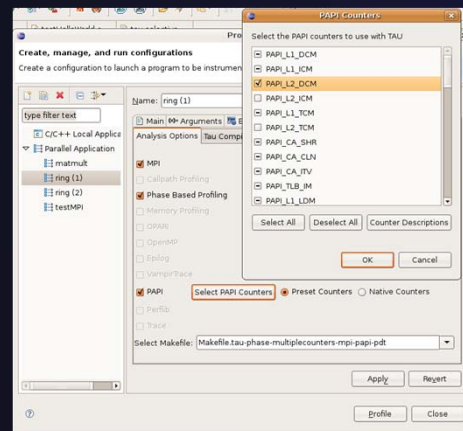 PAPI Counters
Select the PAPI counters to use with TAU
PAPI_L1_DCM
PAPI_L1_ICM
PAPI_L2_DCM
PAPI_L2_ICM
PAPI_L1_TCM
PAPI_L2_TCM
PAPI_CA_SHR
PAPI_CA_CLN
PAPI_CA_ITV
PAPI_TLB_IM
PAPI_L1_LDM
Select All
Deselect All
Counter Descriptions
OK
Cancel
Pro
Create, manage, and run configurations
Create a configuration to launch a program to be instrumen
type filter text
C/C++ Local Applica
Parallel Application
matmult
ring (1)
ring (2)
testMPI
Name: ring (1)
Main
Arguments
Analysis Options
Tau Compi
MPI
Callpath Profiling
Phase Based Profiling
Memory Profiling
OPARI
OpenMP
Epilog
VampirTrace
PAPI
Select PAPI Counters
Preset Counters
Native Counters
Perflib
Trace
Select Makefile: Makefile.tau-phase-multiplecounters-mpi-papi-pdt
Apply
Revert
Profile
Close